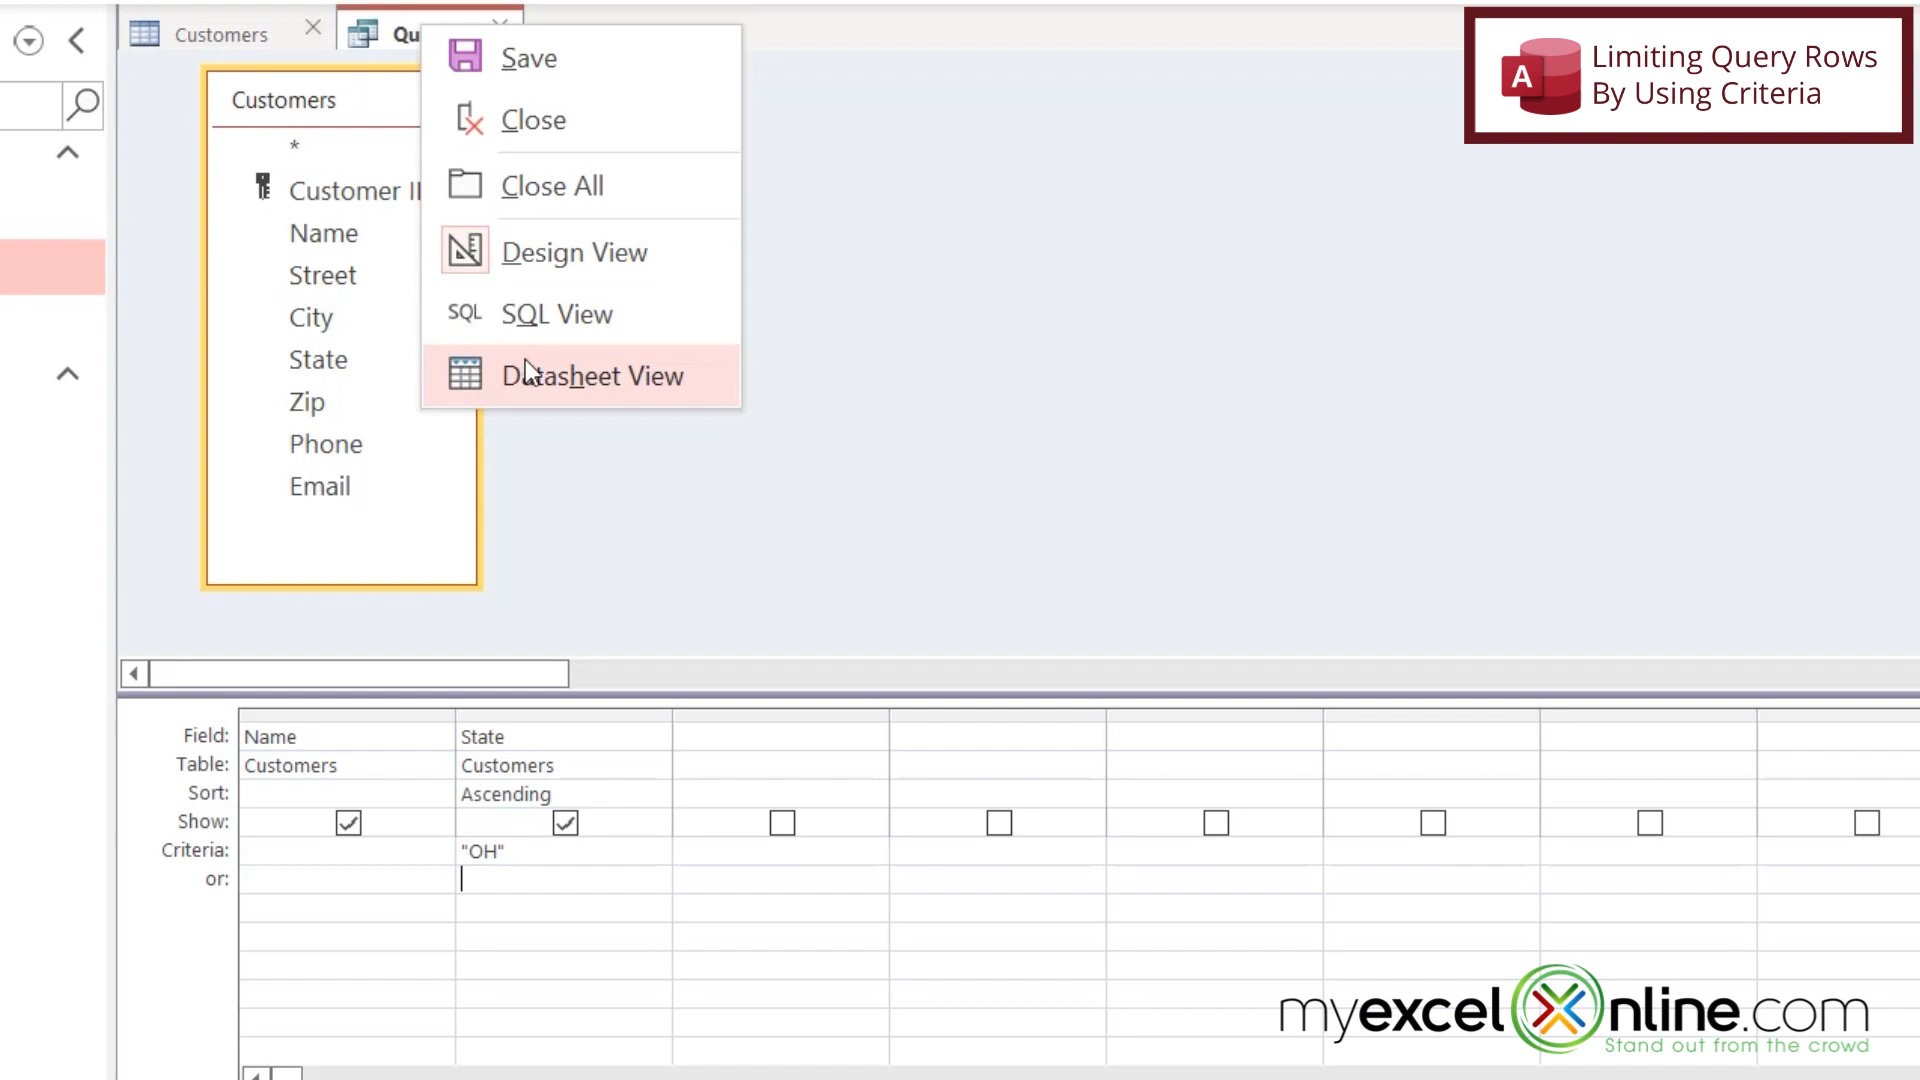 Customers
Qu
Save
Close
Close All
Design View
SQL
SQL View
Datasheet View
A
Limiting Query Rows
By Using Criteria
Customers
*
Customer I
Name
Street
City
State
Zip
Phone
Email
Field: Name State
Table: Customers Customers
Sort: Ascending
Show:
Criteria: "OH"
or:
myexcelonline.com
Stand out from the crowd